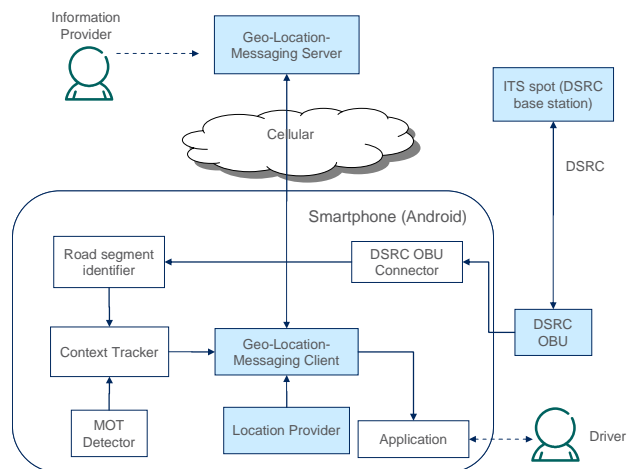 Information
Provider
Geo-Location-
Messaging Server
ITS spot (DSRC
base station)
Cellular
DSRC
Smartphone (Android)
Road segment
identifier
DSRC OBU
Connector
DSRC
OBU
Context Tracker
Geo-Location-
Messaging Client
MOT
Detector
Location Provider
Application
Driver